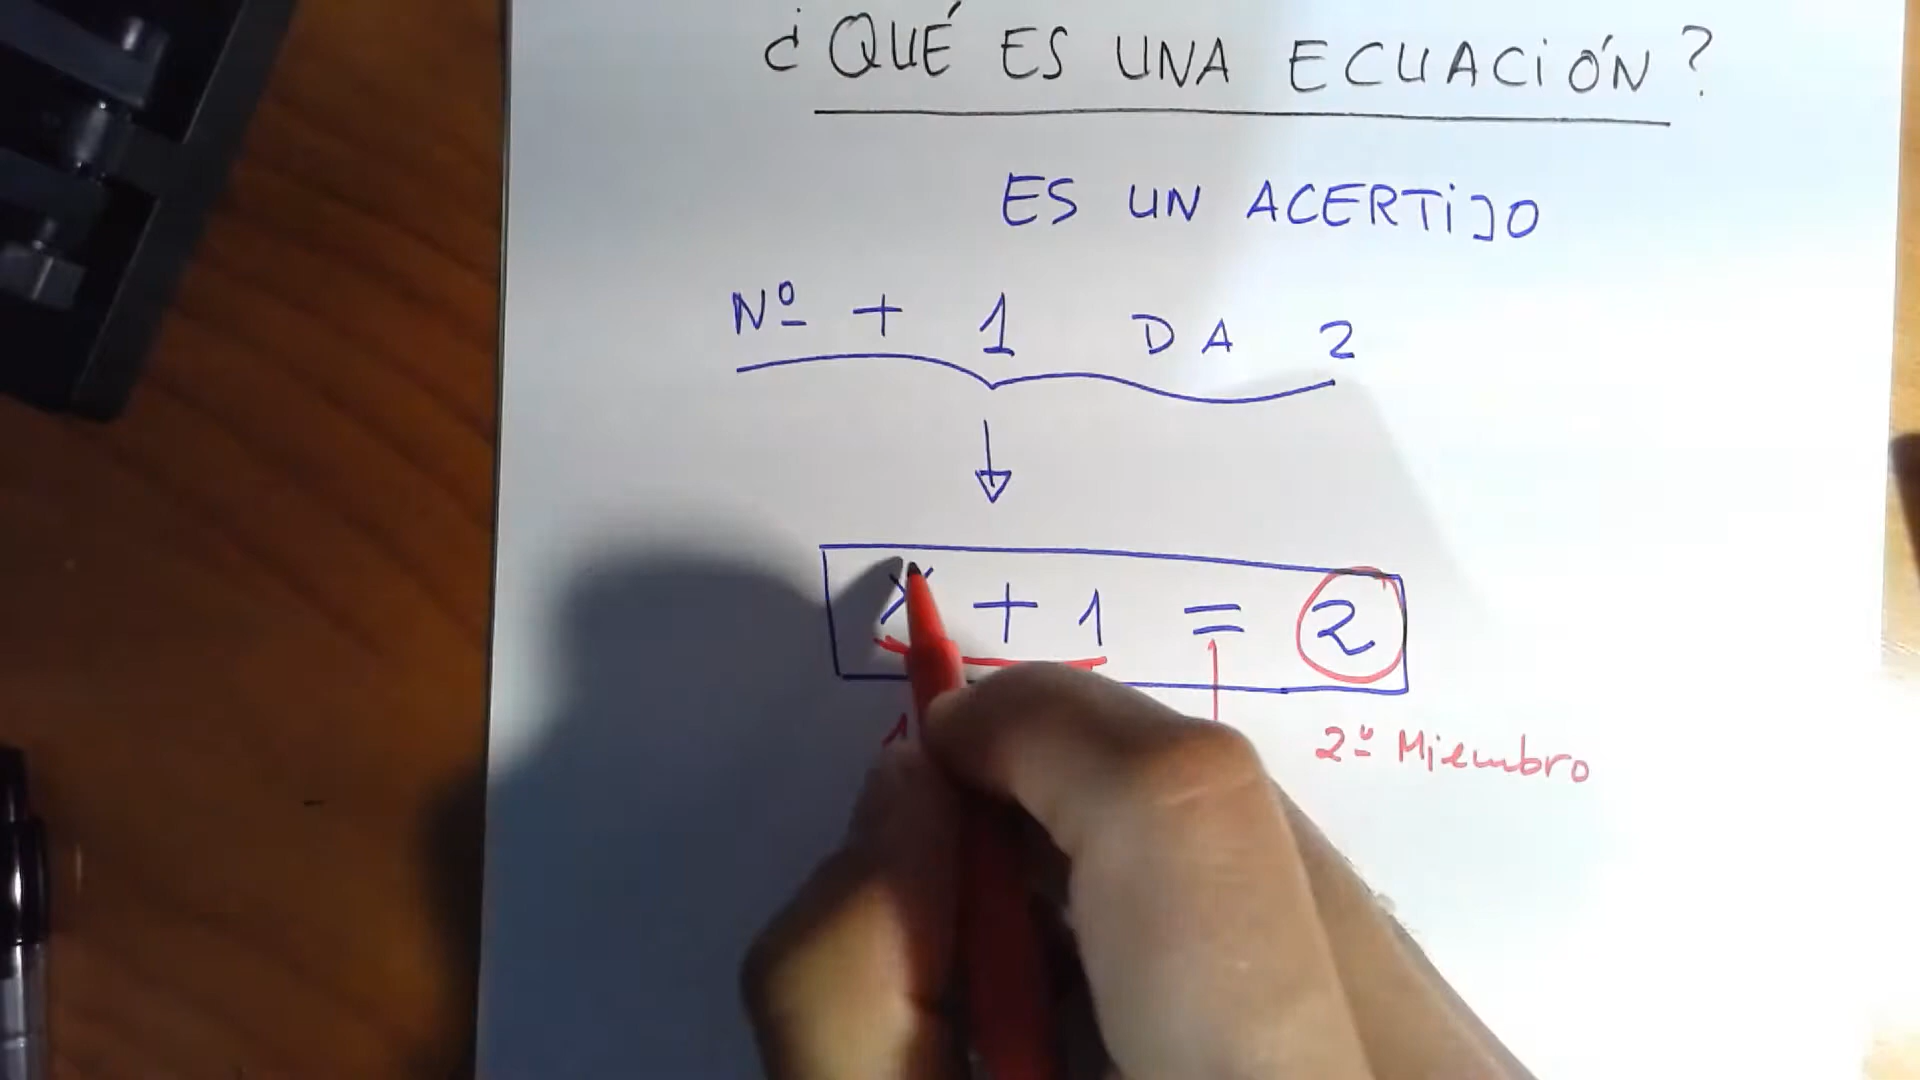 ¿QUÉ ES UNA ECUACIÓN?
ES UN ACERTIJO
Nº + 1 DA 2
x + 1 = 2
2º Miembro